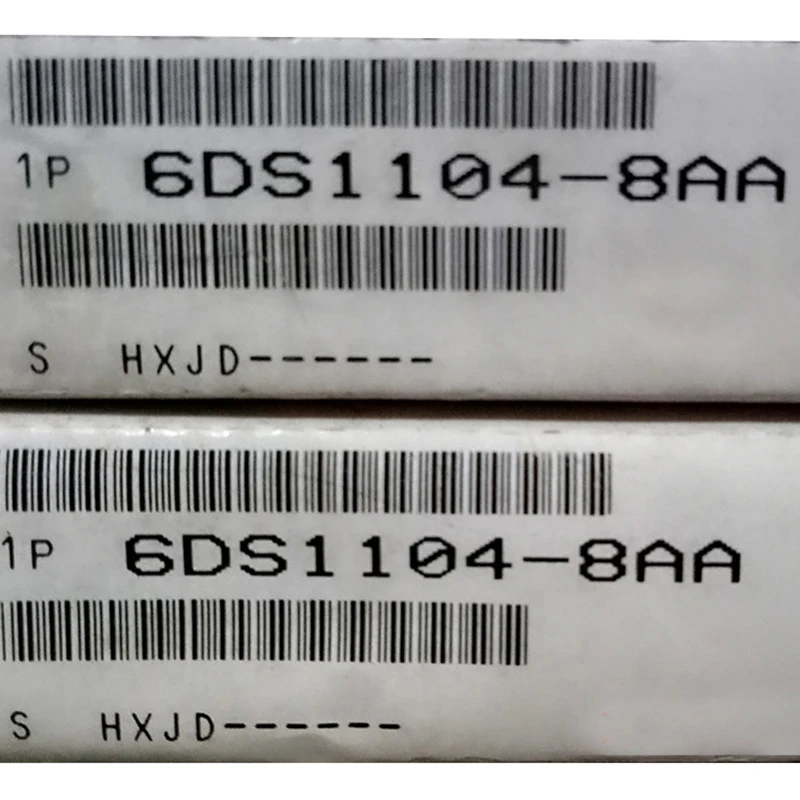 1P 6DS1104-8AA
S HXJD------
1P 6DS1104-8AA
S HXJD------